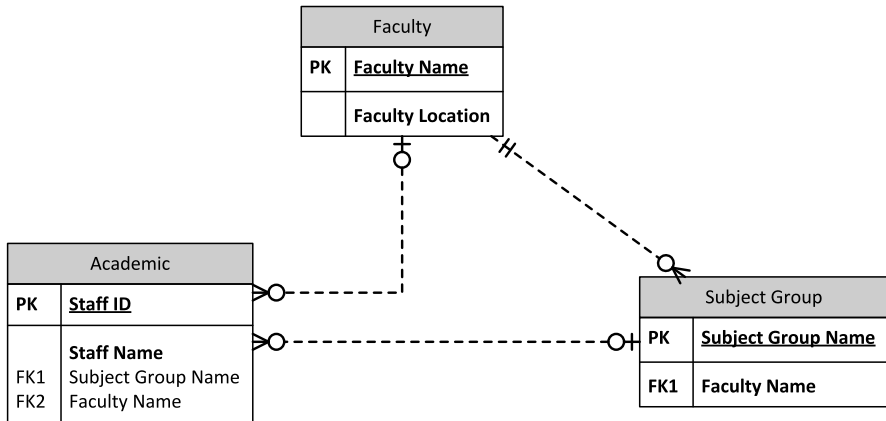 Faculty
PK Faculty Name
Faculty Location
Academic
PK Staff ID
Staff Name
FK1 Subject Group Name
FK2 Faculty Name
Subject Group
PK Subject Group Name
FK1 Faculty Name